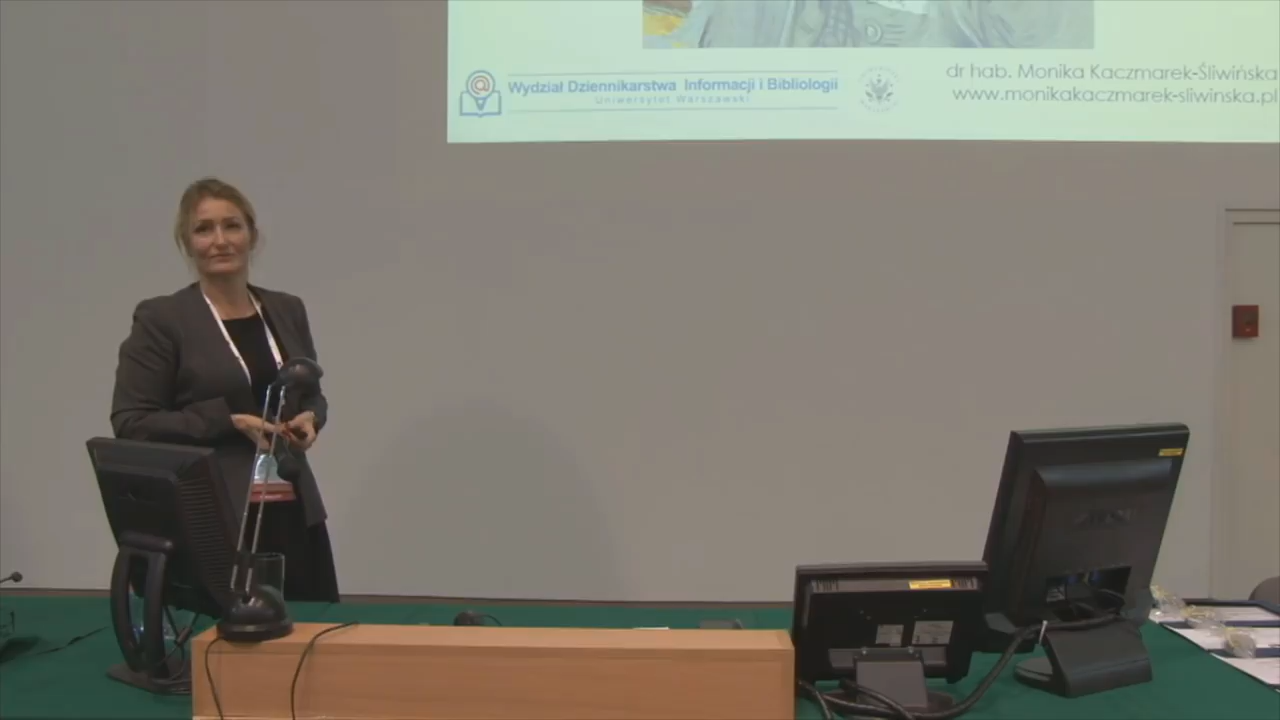 Wydział Dziennikarstwa Informacji i Bibliologii
Uniwersytet Warszawski
dr hab. Monika Kaczmarek-Śliwińska
www.monikakaczmarek-sliwinska.pl